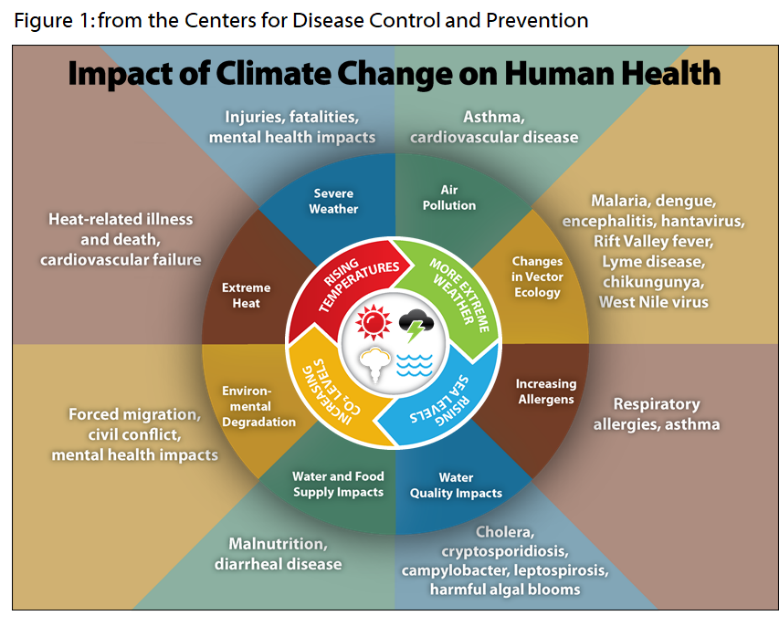 Figure 1: from the Centers for Disease Control and Prevention
Impact of Climate Change on Human Health
Injuries, fatalities,
mental health impacts
Asthma,
cardiovascular disease
Severe
Weather
Air
Pollution
Heat-related illness
and death,
cardiovascular failure
Malaria, dengue,
encephalitis, hantavirus,
Rift Valley fever,
Lyme disease,
chikungunya,
West Nile virus
Extreme
Heat
Changes
in Vector
Ecology
RISING
TEMPERATURES
MORE EXTREME
WEATHER
INCREASING
CO₂ LEVELS
RISING
SEA LEVELS
Environ-
mental
Degradation
Increasing
Allergens
Forced migration,
civil conflict,
mental health impacts
Respiratory
allergies, asthma
Water and Food
Supply Impacts
Water
Quality Impacts
Malnutrition,
diarrheal disease
Cholera,
cryptosporidiosis,
campylobacter, leptospirosis,
harmful algal blooms